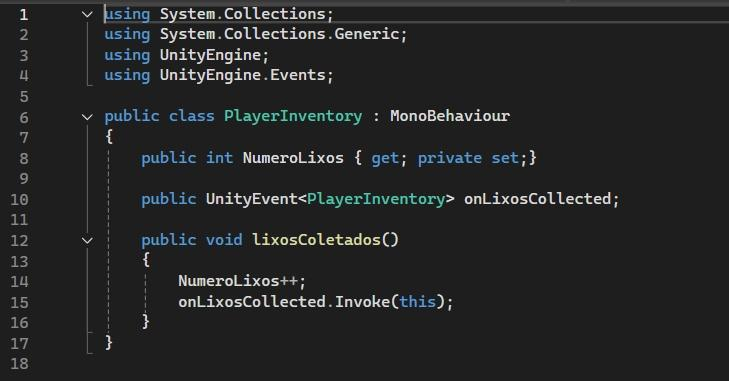 1 using System.Collections;
2 using System.Collections.Generic;
3 using UnityEngine;
4 using UnityEngine.Events;
5
6 public class PlayerInventory : MonoBehaviour
7 {
8 public int NumeroLixos { get; private set;}
9
10 public UnityEvent<PlayerInventory> onLixosCollected;
11
12 public void lixosColetados()
13 {
14 NumeroLixos++;
15 onLixosCollected.Invoke(this);
16 }
17 }
18